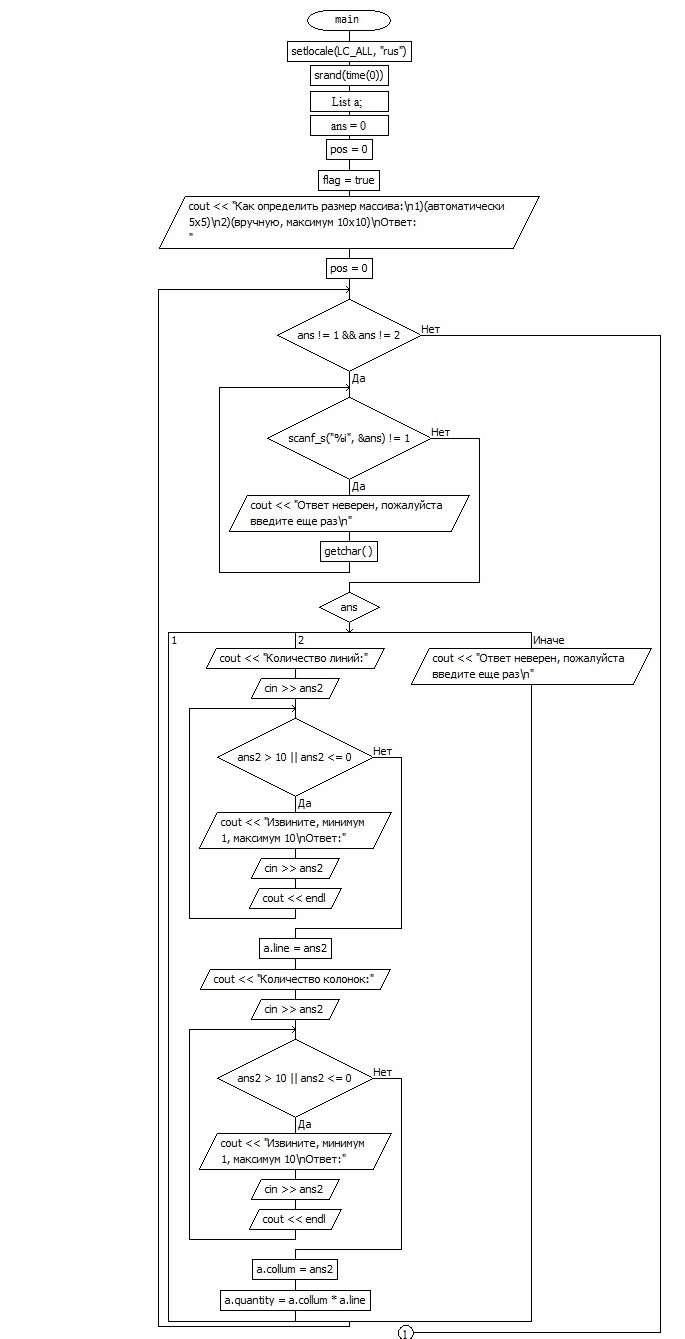 main
setlocale(LC_ALL, "rus")
srand(time(0))
List a;
ans = 0
pos = 0
flag = true
cout << "Как определить размер массива:\n1)(автоматически
5x5)\n2)(вручную, максимум 10x10)\nОтвет:
"
pos = 0
ans != 1 && ans != 2
Нет
Да
scanf_s("%i", &ans) != 1
Нет
Да
cout << "Ответ неверен, пожалуйста
введите еще раз\n"
getchar( )
ans
1
2
Иначе
cout << "Количество линий:"
cout << "Ответ неверен, пожалуйста
введите еще раз\n"
cin >> ans2
ans2 > 10 || ans2 <= 0
Нет
Да
cout << "Извините, минимум
1, максимум 10\nОтвет:"
cin >> ans2
cout << endl
a.line = ans2
cout << "Количество колонок:"
cin >> ans2
ans2 > 10 || ans2 <= 0
Нет
Да
cout << "Извините, минимум
1, максимум 10\nОтвет:"
cin >> ans2
cout << endl
a.collum = ans2
a.quantity = a.collum * a.line
1